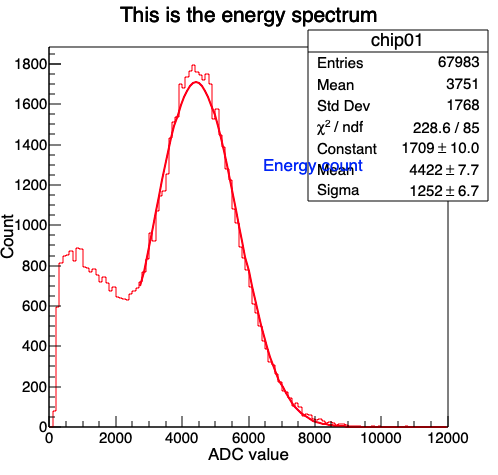 This is the energy spectrum
chip01
Entries 67983
Mean 3751
Std Dev 1768
χ² / ndf 228.6 / 85
Constant 1709 ± 10.0
Energy count
Mean 4422 ± 7.7
Sigma 1252 ± 6.7
1800
1600
1400
1200
1000
800
600
400
200
0
Count
0 2000 4000 6000 8000 10000 12000
ADC value